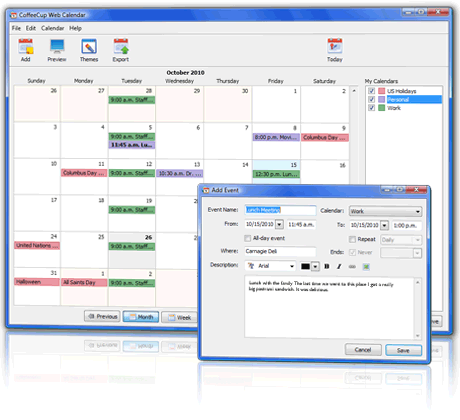 CoffeeCup Web Calendar
File Edit Calendar Help
Add Preview Themes Export Today
October 2010
Sunday Monday Tuesday Wednesday Thursday Friday Saturday
My Calendars
US Holidays
Personal
Work
26 27 28 29 30 1 2
9:00 a.m. Staff...
3 4 5 6 7 8 9
9:00 a.m. Staff... 8:00 p.m. Movi... Columbus Day ...
11:45 a.m. Lu...
10 11 12 13 14 15
Columbus Day ... 9:00 a.m. Staff... 10:30 a.m. Dr. ... 12:30 p.m. Lun...
17 18 19
9:00 a.m. Staff...
24 25 26
United Nations ... 9:00 a.m. Staff...
31 1 2
Halloween All Saints Day 9:00 a.m. Staff...
Previous Month Week
Add Event
Event Name: Lunch Meeting Calendar: Work
From: 10/15/2010 11:45 a.m. To: 10/15/2010 1:00 p.m.
All-day event Repeat Daily
Where: Carnagie Deli Ends: Never
Description: Arial B I
Lunch with the family. The last time we went to this place I got a really
big pastrami sandwich. It was delicious.
Cancel Save